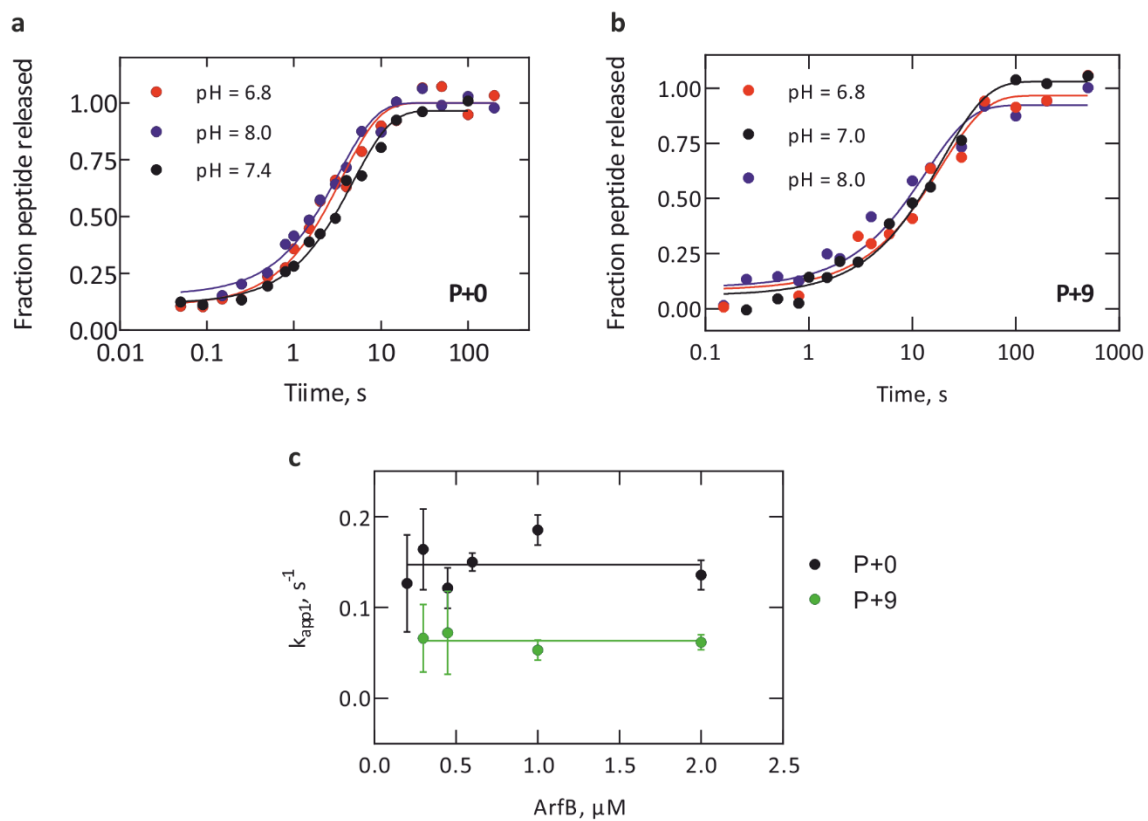 a
Fraction peptide released
1.00
0.75
0.50
0.25
0.00
pH = 6.8
pH = 8.0
pH = 7.4
P+0
0.01 0.1 1 10 100
Tiime, s
b
Fraction peptide released
1.00
0.75
0.50
0.25
0.00
pH = 6.8
pH = 7.0
pH = 8.0
P+9
0.1 1 10 100 1000
Time, s
c
kapp1, s-1
0.2
0.1
0.0
0.0 0.5 1.0 1.5 2.0 2.5
ArfB, μM
P+0
P+9